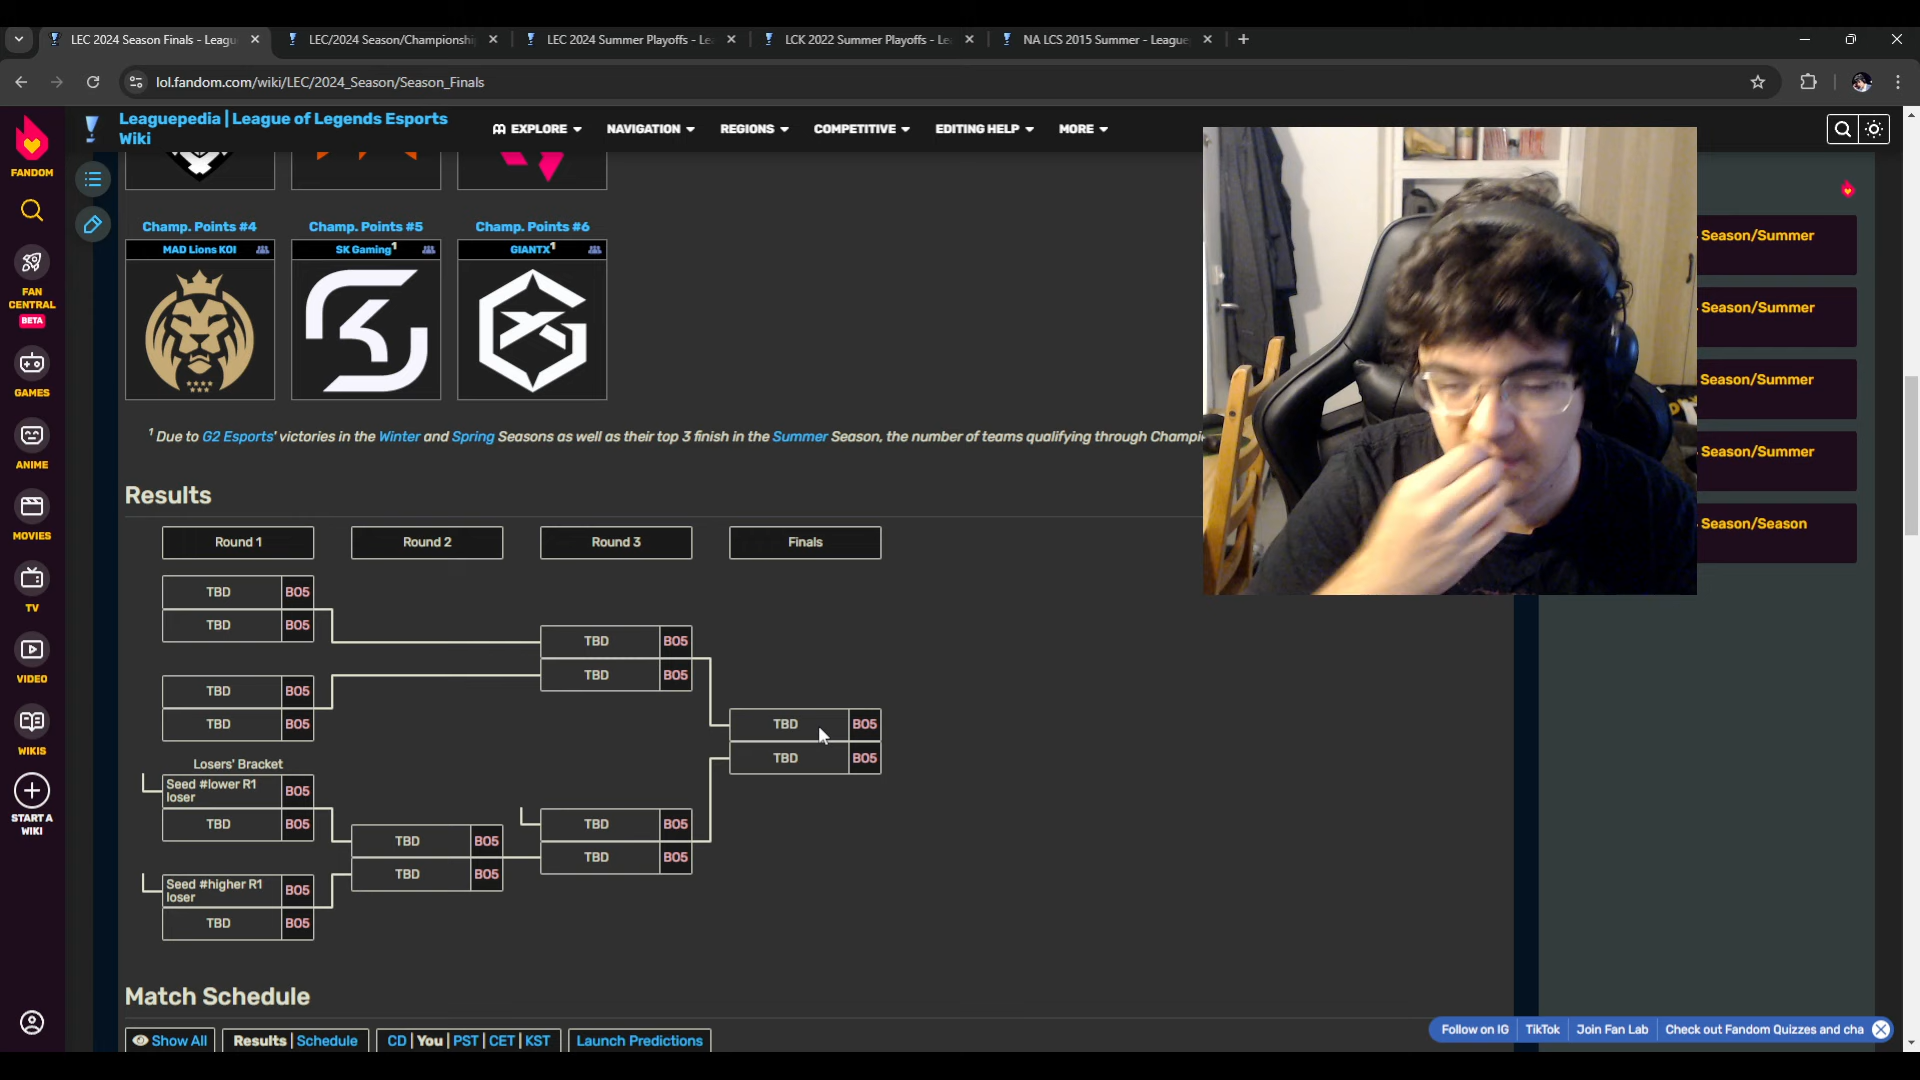 LEC 2024 Season Finals - Leagu
LEC/2024 Season/Championshi
LEC 2024 Summer Playoffs - Le
LCK 2022 Summer Playoffs - Le
NA LCS 2015 Summer - League
lol.fandom.com/wiki/LEC/2024_Season/Season_Finals
FANDOM
FAN
CENTRAL
BETA
GAMES
ANIME
MOVIES
TV
VIDEO
WIKIS
START A
WIKI
Leaguepedia | League of Legends Esports
Wiki
EXPLORE
NAVIGATION
REGIONS
COMPETITIVE
EDITING HELP
MORE
Champ. Points #4
Champ. Points #5
Champ. Points #6
MAD Lions KOI
SK Gaming1
GIANTX1
1 Due to G2 Esports' victories in the Winter and Spring Seasons as well as their top 3 finish in the Summer Season, the number of teams qualifying through Champi
Results
Round 1
Round 2
Round 3
Finals
TBD BO5
TBD BO5
TBD BO5
TBD BO5
TBD BO5
TBD BO5
TBD BO5
TBD BO5
Losers' Bracket
Seed #lower R1
loser BO5
TBD BO5
TBD BO5
TBD BO5
TBD BO5
TBD BO5
Seed #higher R1
loser BO5
TBD BO5
Match Schedule
Show All
Results | Schedule
CD | You | PST | CET | KST
Launch Predictions
Season/Summer
Season/Summer
Season/Summer
Season/Summer
Season/Season
Follow on IG
TikTok
Join Fan Lab
Check out Fandom Quizzes and cha